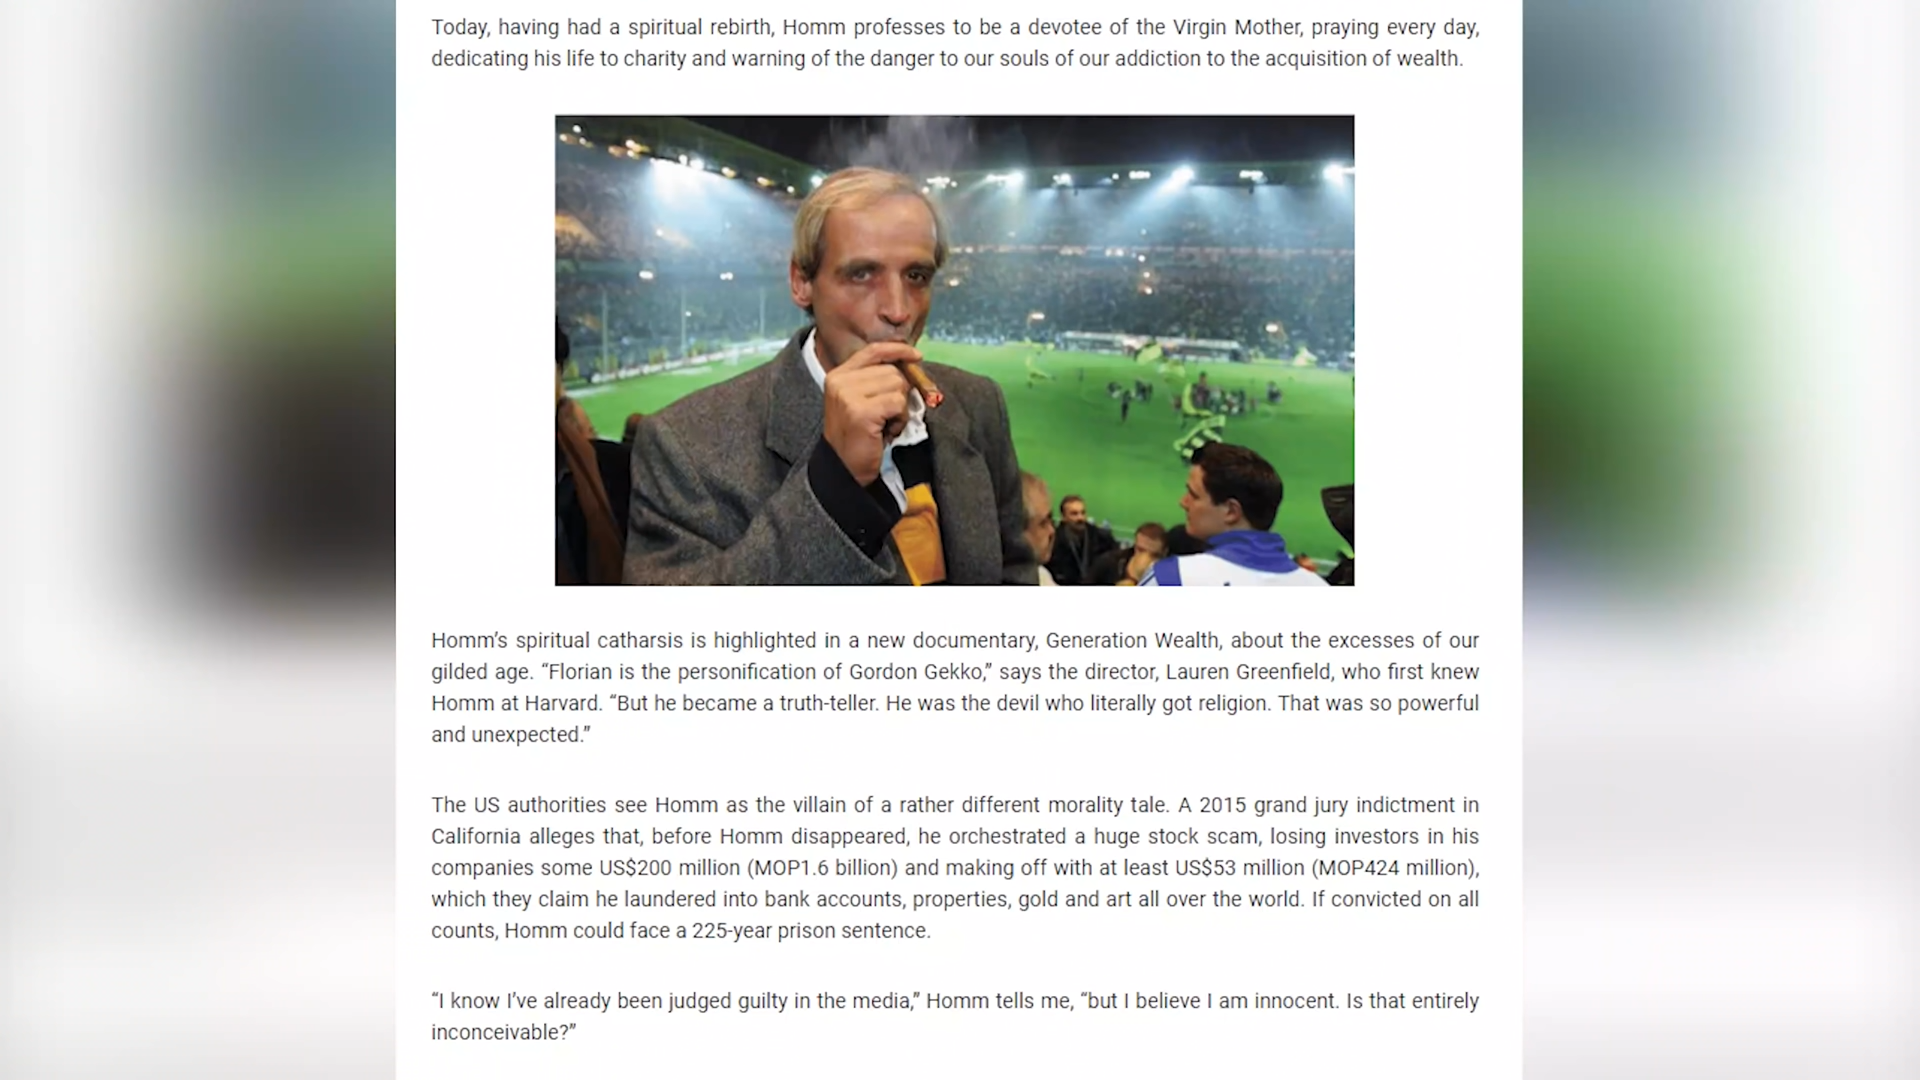 Today, having had a spiritual rebirth, Homm professes to be a devotee of the Virgin Mother, praying every day,
dedicating his life to charity and warning of the danger to our souls of our addiction to the acquisition of wealth.
Homm’s spiritual catharsis is highlighted in a new documentary, Generation Wealth, about the excesses of our
gilded age. “Florian is the personification of Gordon Gekko,” says the director, Lauren Greenfield, who first knew
Homm at Harvard. “But he became a truth-teller. He was the devil who literally got religion. That was so powerful
and unexpected.”
The US authorities see Homm as the villain of a rather different morality tale. A 2015 grand jury indictment in
California alleges that, before Homm disappeared, he orchestrated a huge stock scam, losing investors in his
companies some US$200 million (MOP1.6 billion) and making off with at least US$53 million (MOP424 million),
which they claim he laundered into bank accounts, properties, gold and art all over the world. If convicted on all
counts, Homm could face a 225-year prison sentence.
“I know I’ve already been judged guilty in the media,” Homm tells me, “but I believe I am innocent. Is that entirely
inconceivable?”